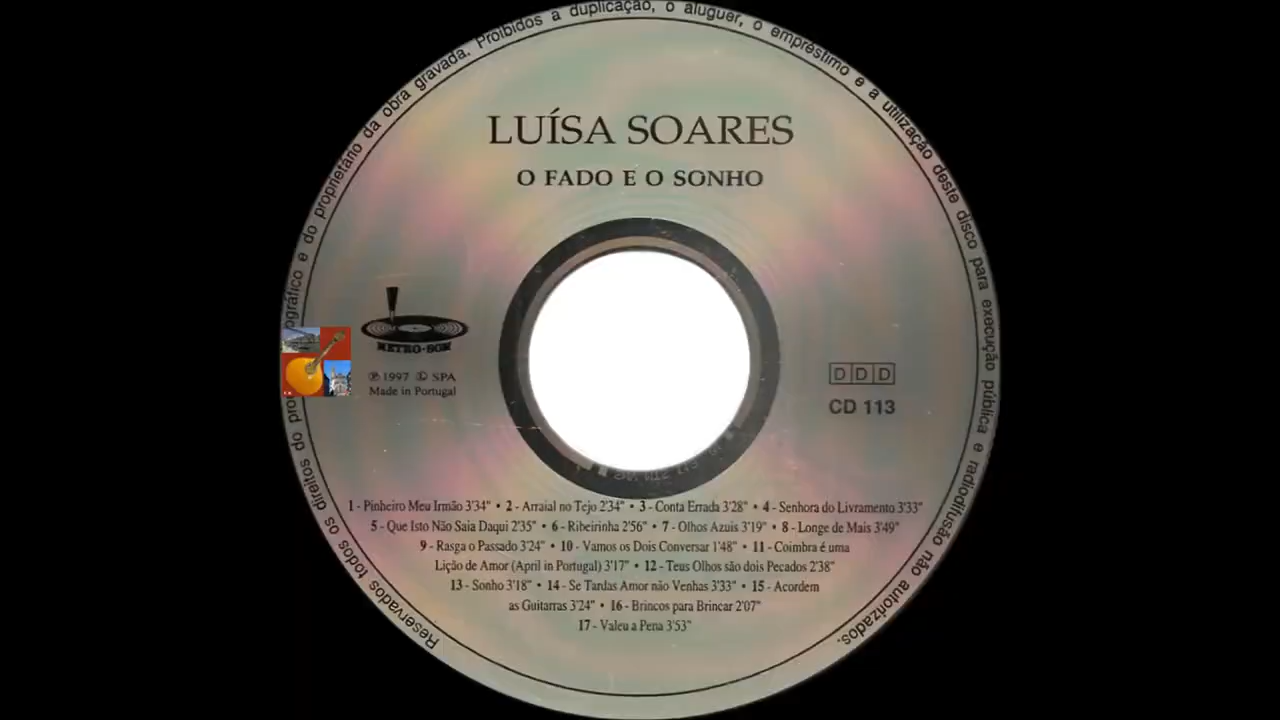 Reservados todos os direitos do pro ográfico e do proprietário da obra gravada. Proibidos a duplicação, o aluguer, o empréstimo e a utilização deste disco para execução pública e radiodifusão não autorizados.
LUÍSA SOARES
O FADO E O SONHO
METRO-SOM
℗ 1997 © SPA
Made in Portugal
DDD
CD 113
1 - Pinheiro Meu Irmão 3'34" • 2 - Arraial no Tejo 2'34" • 3 - Conta Errada 3'28" • 4 - Senhora do Livramento 3'33"
5 - Que Isto Não Saia Daqui 2'35" • 6 - Ribeirinha 2'56" • 7 - Olhos Azuis 3'19" • 8 - Longe de Mais 3'49"
9 - Rasga o Passado 3'24" • 10 - Vamos os Dois Conversar 1'48" • 11 - Coimbra é uma
Lição de Amor (April in Portugal) 3'17" • 12 - Teus Olhos são dois Pecados 2'38"
13 - Sonho 3'18" • 14 - Se Tardas Amor não Venhas 3'33" • 15 - Acordem
as Guitarras 3'24" • 16 - Brincos para Brincar 2'07"
17 - Valeu a Pena 3'53"